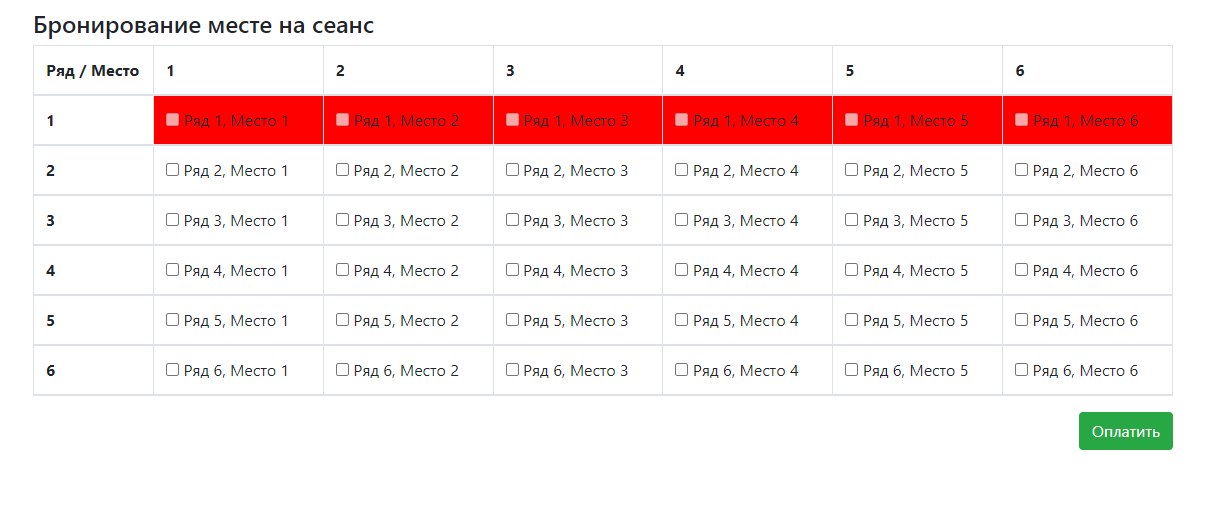 Бронирование месте на сеанс
Ряд / Место 1 2 3 4 5 6
1 Ряд 1, Место 1 Ряд 1, Место 2 Ряд 1, Место 3 Ряд 1, Место 4 Ряд 1, Место 5 Ряд 1, Место 6
2 Ряд 2, Место 1 Ряд 2, Место 2 Ряд 2, Место 3 Ряд 2, Место 4 Ряд 2, Место 5 Ряд 2, Место 6
3 Ряд 3, Место 1 Ряд 3, Место 2 Ряд 3, Место 3 Ряд 3, Место 4 Ряд 3, Место 5 Ряд 3, Место 6
4 Ряд 4, Место 1 Ряд 4, Место 2 Ряд 4, Место 3 Ряд 4, Место 4 Ряд 4, Место 5 Ряд 4, Место 6
5 Ряд 5, Место 1 Ряд 5, Место 2 Ряд 5, Место 3 Ряд 5, Место 4 Ряд 5, Место 5 Ряд 5, Место 6
6 Ряд 6, Место 1 Ряд 6, Место 2 Ряд 6, Место 3 Ряд 6, Место 4 Ряд 6, Место 5 Ряд 6, Место 6
Оплатить